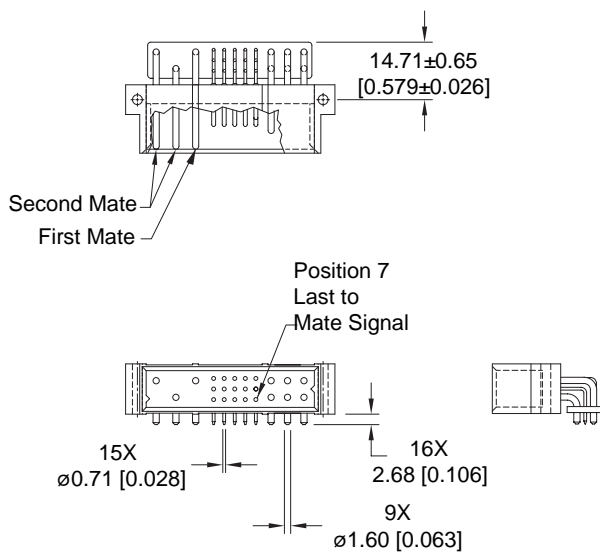 14.71±0.65
[0.579±0.026]
Second Mate
First Mate
Position 7
Last to
Mate Signal
15X
ø0.71 [0.028]
16X
2.68 [0.106]
9X
ø1.60 [0.063]